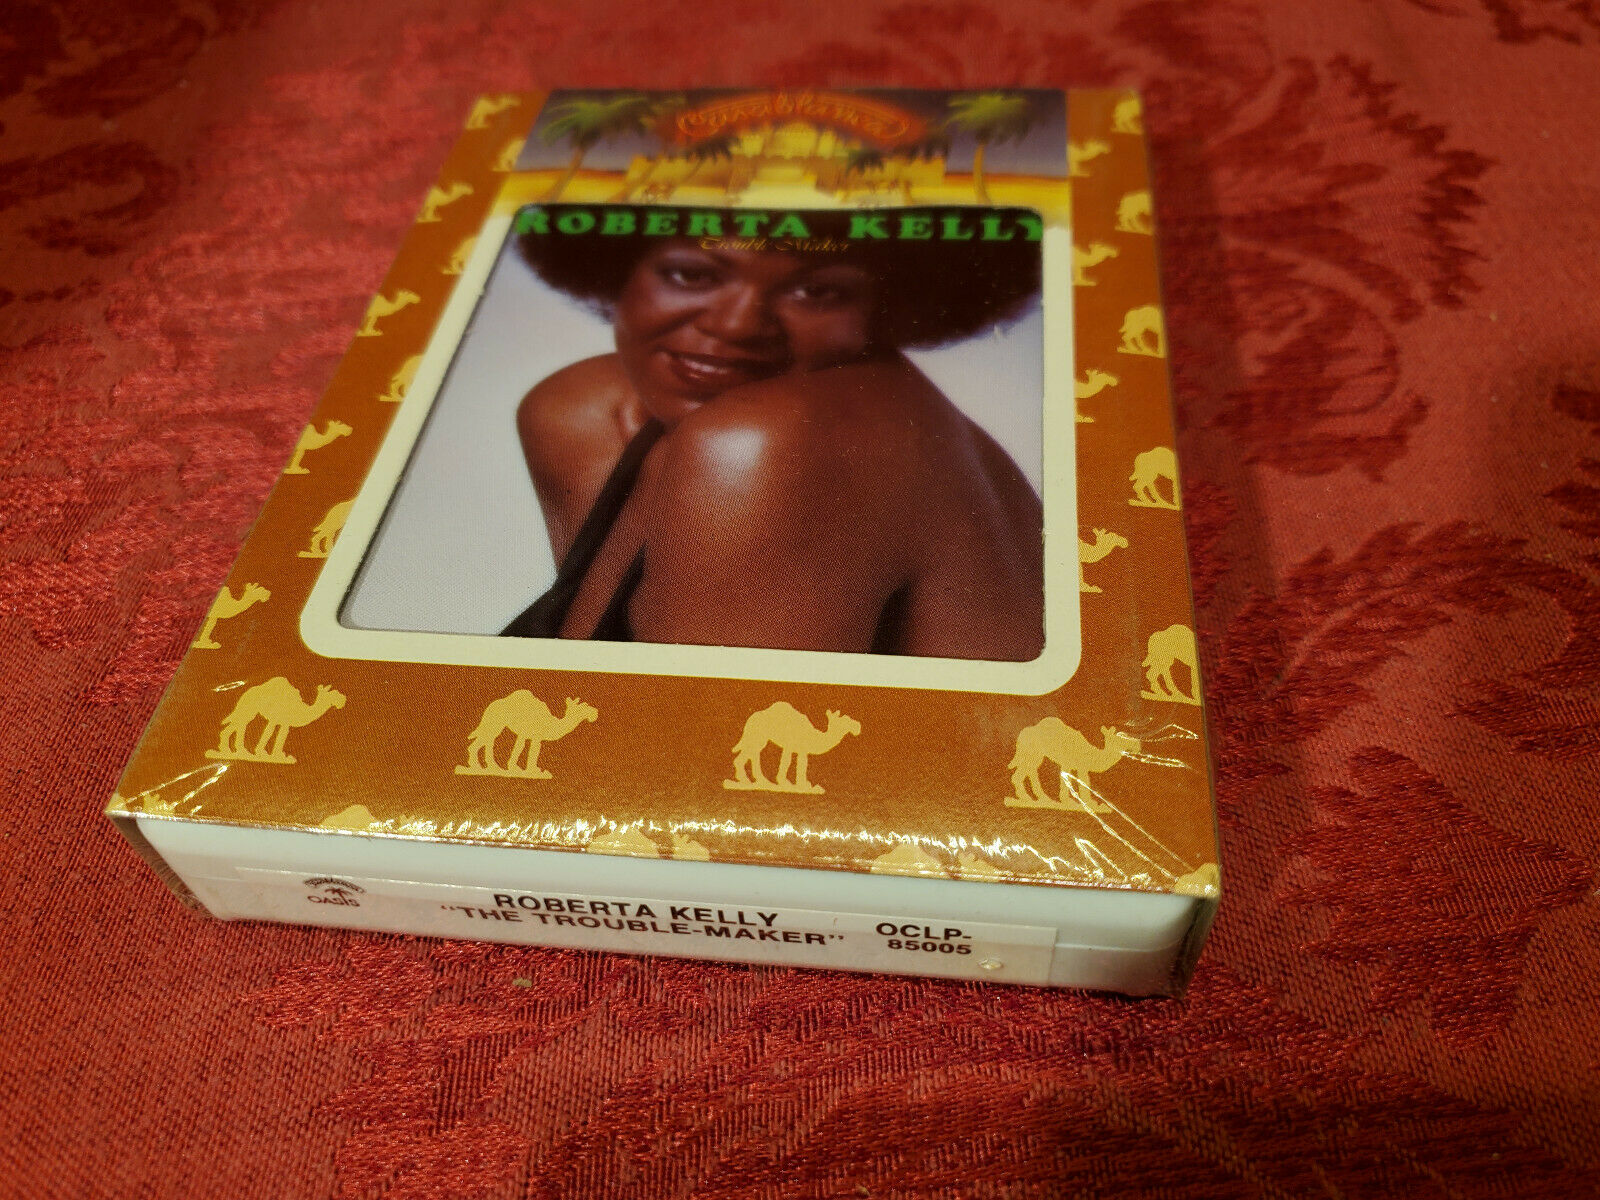 Casablanca
ROBERTA KELLY
Trouble Maker
OASIS
ROBERTA KELLY
"THE TROUBLE-MAKER"
OCLP-
85005